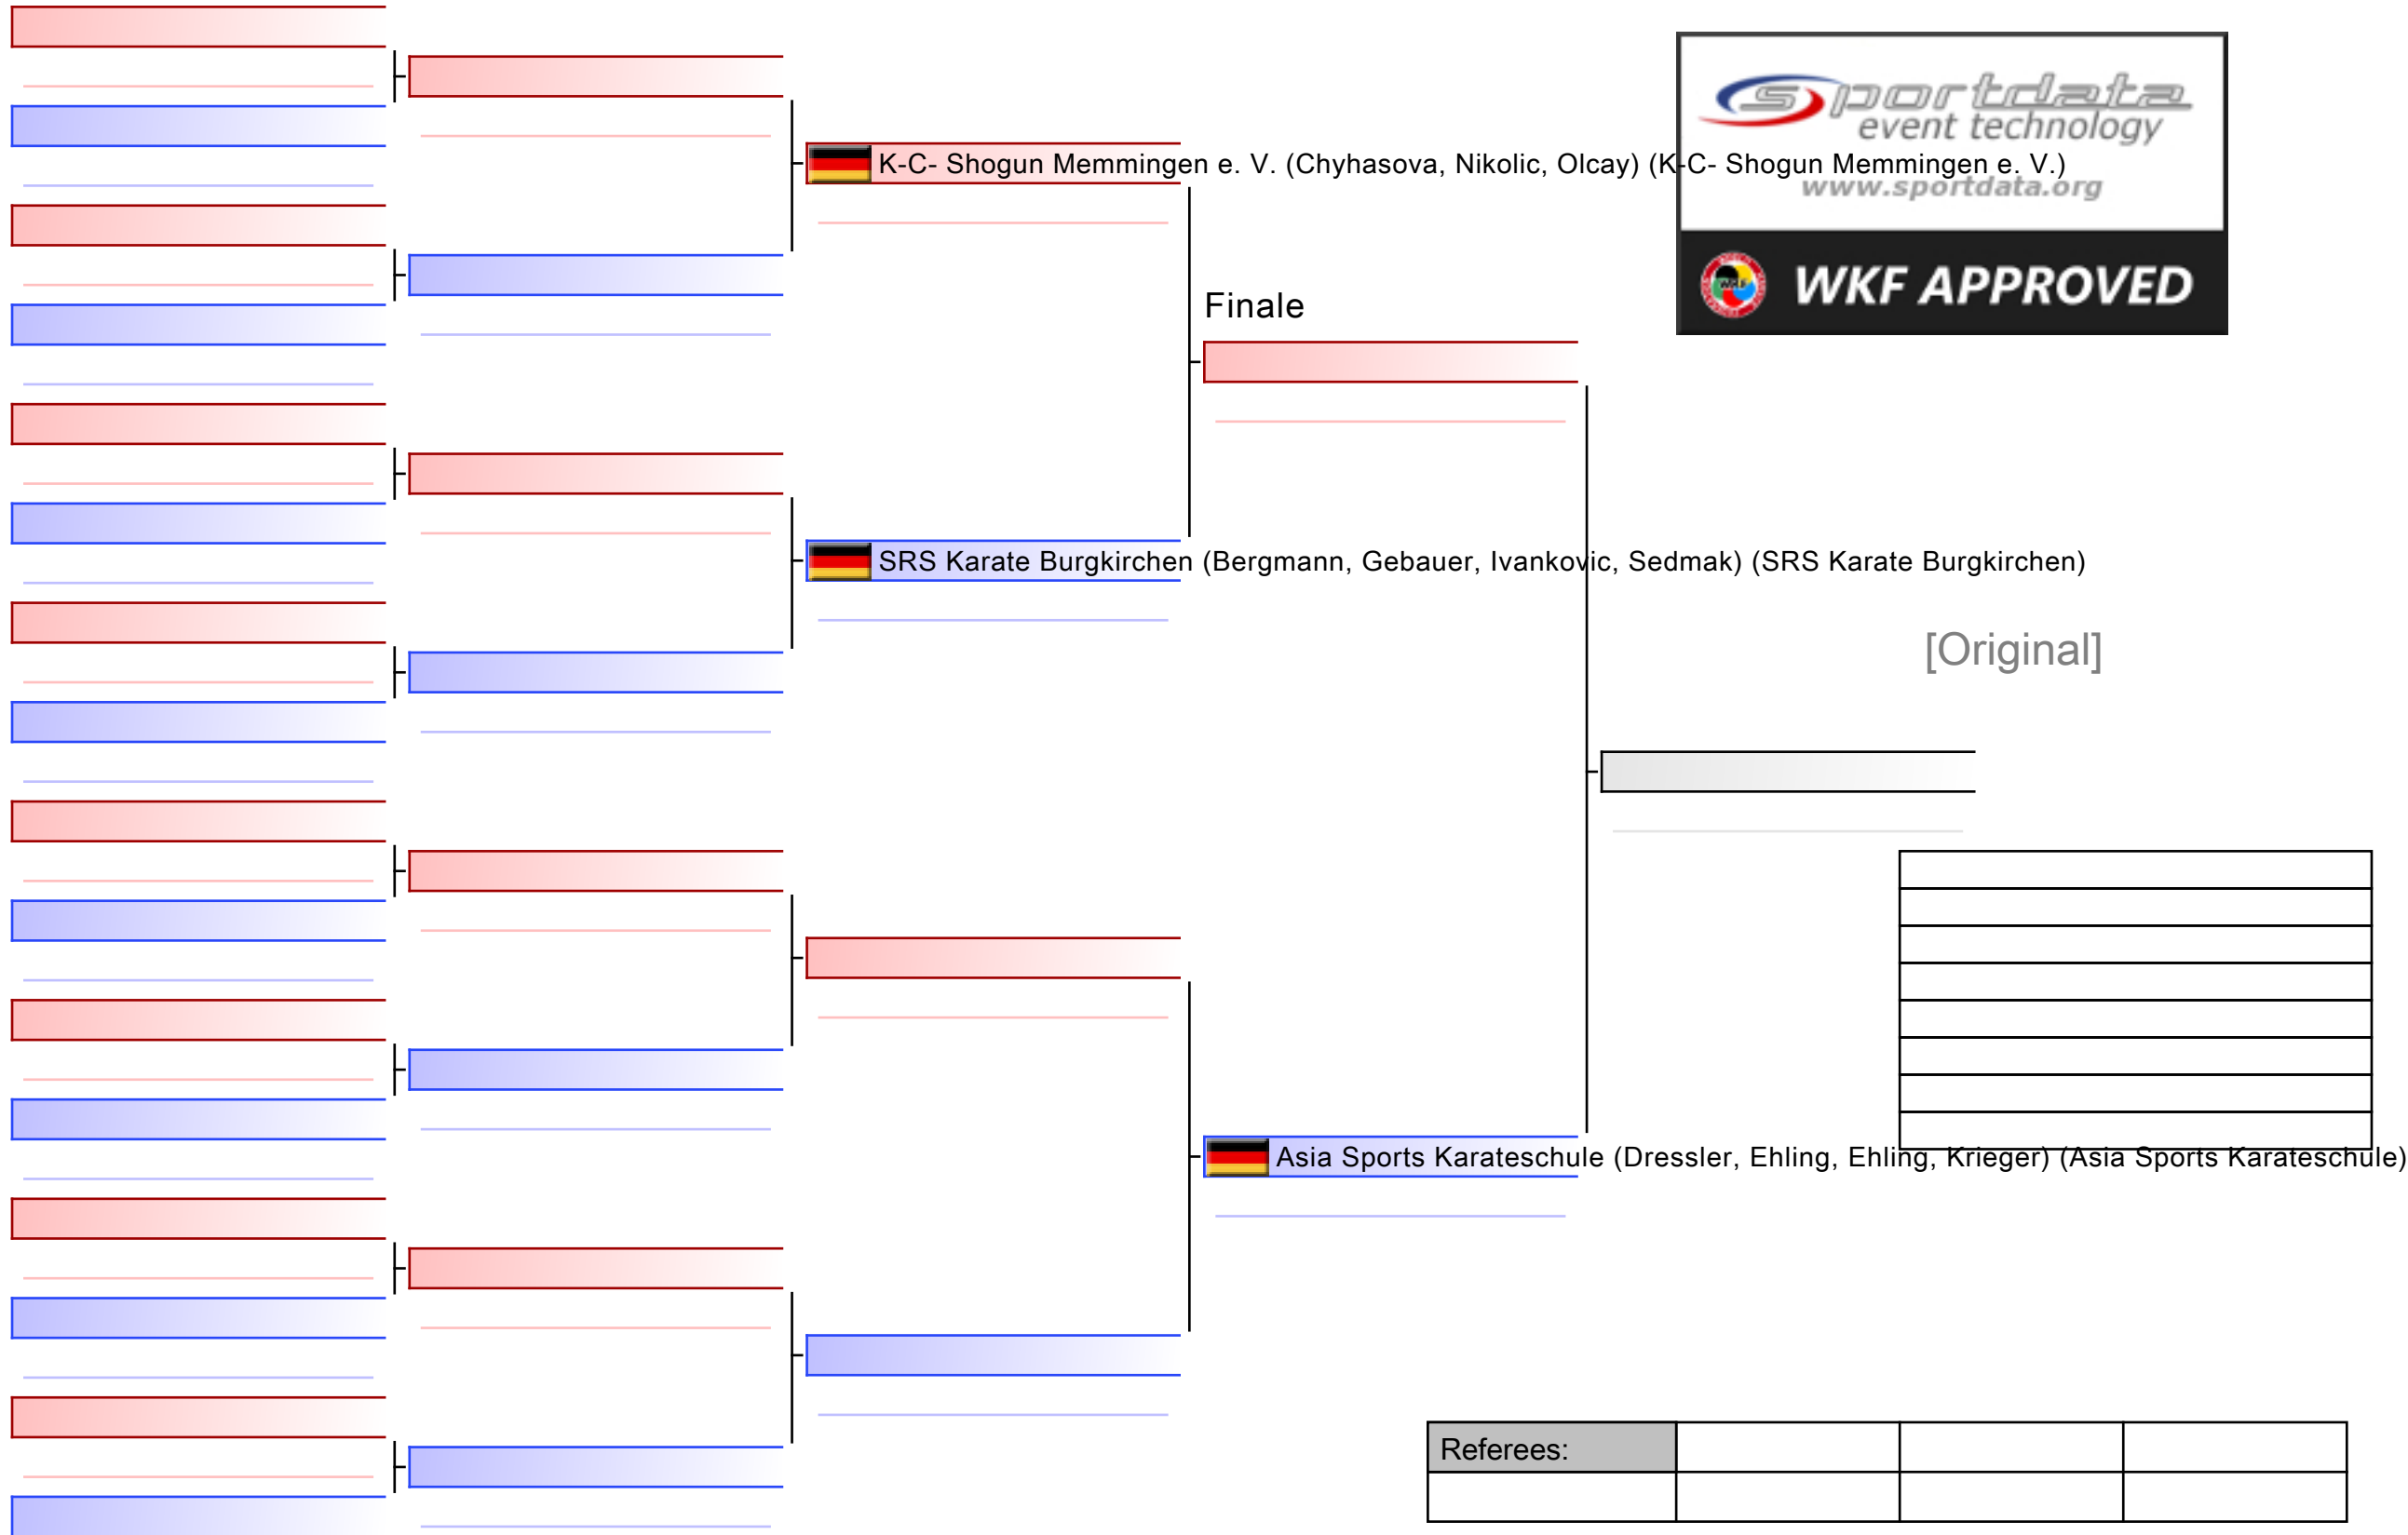 sportdata
event technology
K-C- Shogun Memmingen e. V. (Chyhasova, Nikolic, Olcay) (K-C- Shogun Memmingen e. V.)
www.sportdata.org
WKF
WKF APPROVED
Finale
SRS Karate Burgkirchen (Bergmann, Gebauer, Ivankovic, Sedmak) (SRS Karate Burgkirchen)
[Original]
Asia Sports Karateschule (Dressler, Ehling, Ehling, Krieger) (Asia Sports Karateschule)
Referees: